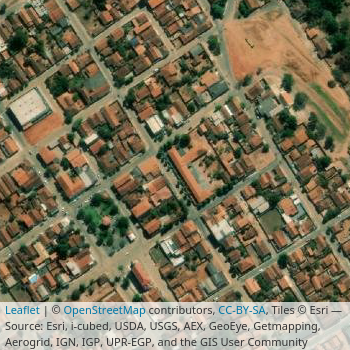 Leaflet | © OpenStreetMap contributors, CC-BY-SA, Tiles © Esri —
Source: Esri, i-cubed, USDA, USGS, AEX, GeoEye, Getmapping,
Aerogrid, IGN, IGP, UPR-EGP, and the GIS User Community